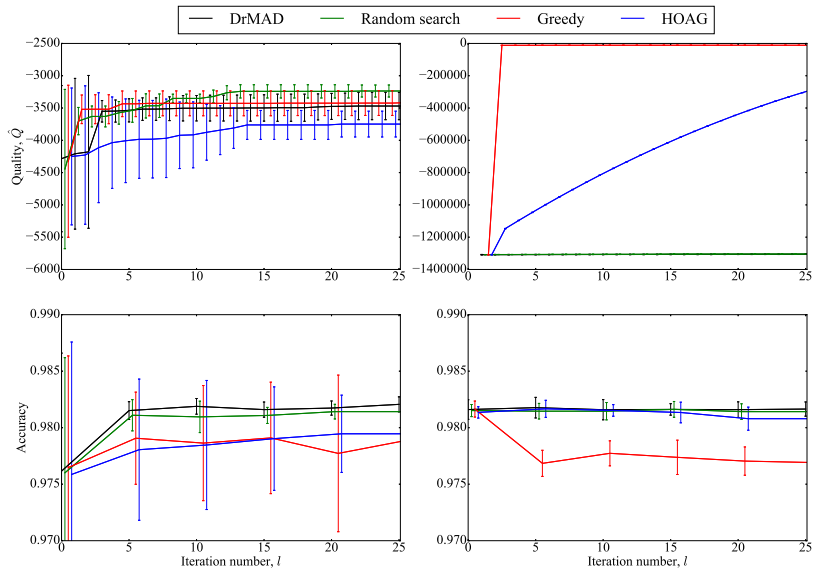 DrMAD Random search Greedy HOAG
−2500
−3000
−3500
−4000
−4500
−5000
−5500
−6000
Quality, Q̂
0 5 10 15 20 25
0
−200000
−400000
−600000
−800000
−1000000
−1200000
−1400000
0 5 10 15 20 25
0.990
0.985
0.980
0.975
0.970
Accuracy
0 5 10 15 20 25
Iteration number, l
0.990
0.985
0.980
0.975
0.970
0 5 10 15 20 25
Iteration number, l